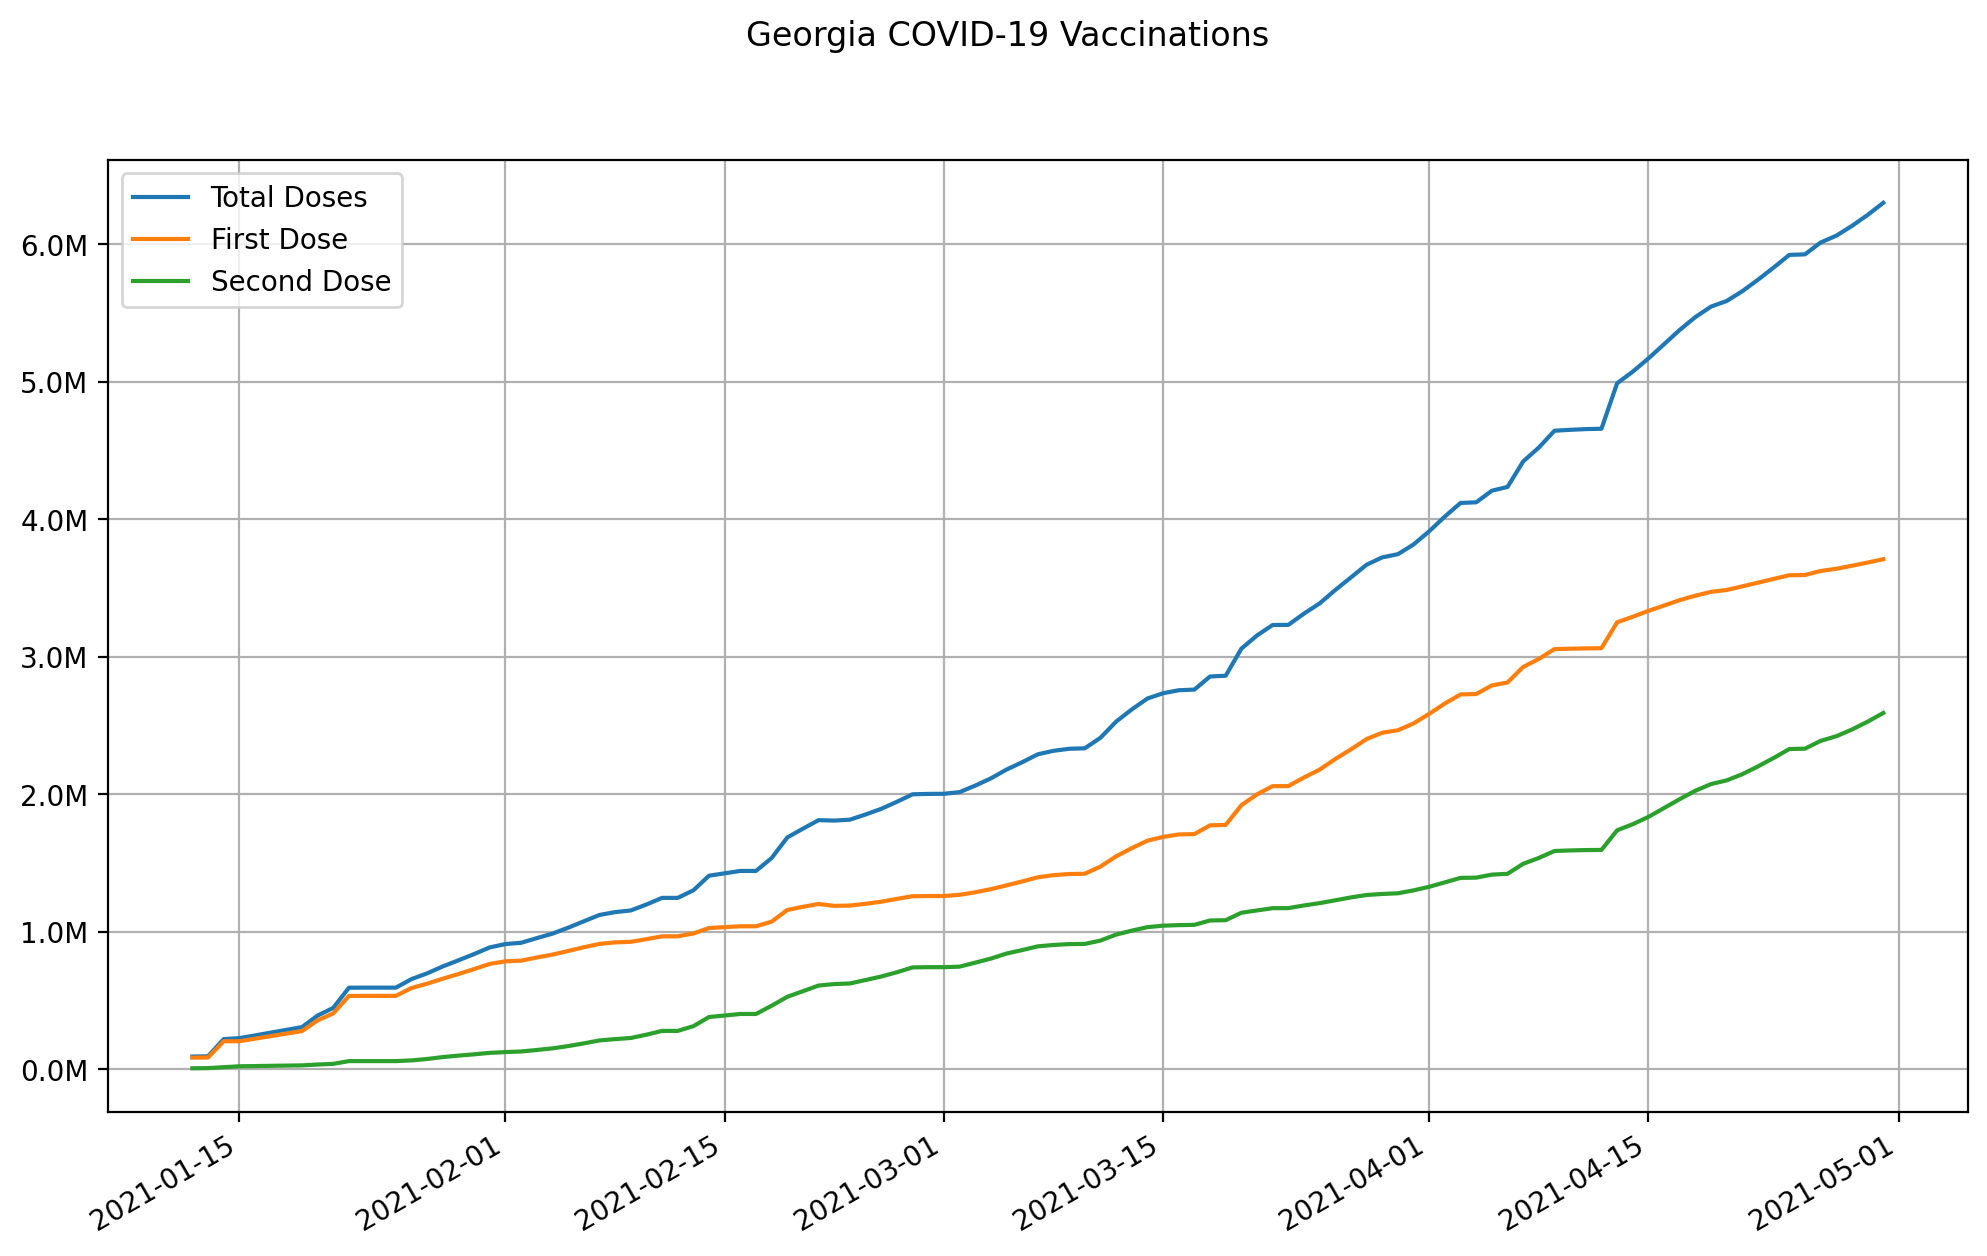 Georgia COVID-19 Vaccinations
Total Doses
First Dose
Second Dose
6.0M
5.0M
4.0M
3.0M
2.0M
1.0M
0.0M
2021-01-15
2021-02-01
2021-02-15
2021-03-01
2021-03-15
2021-04-01
2021-04-15
2021-05-01